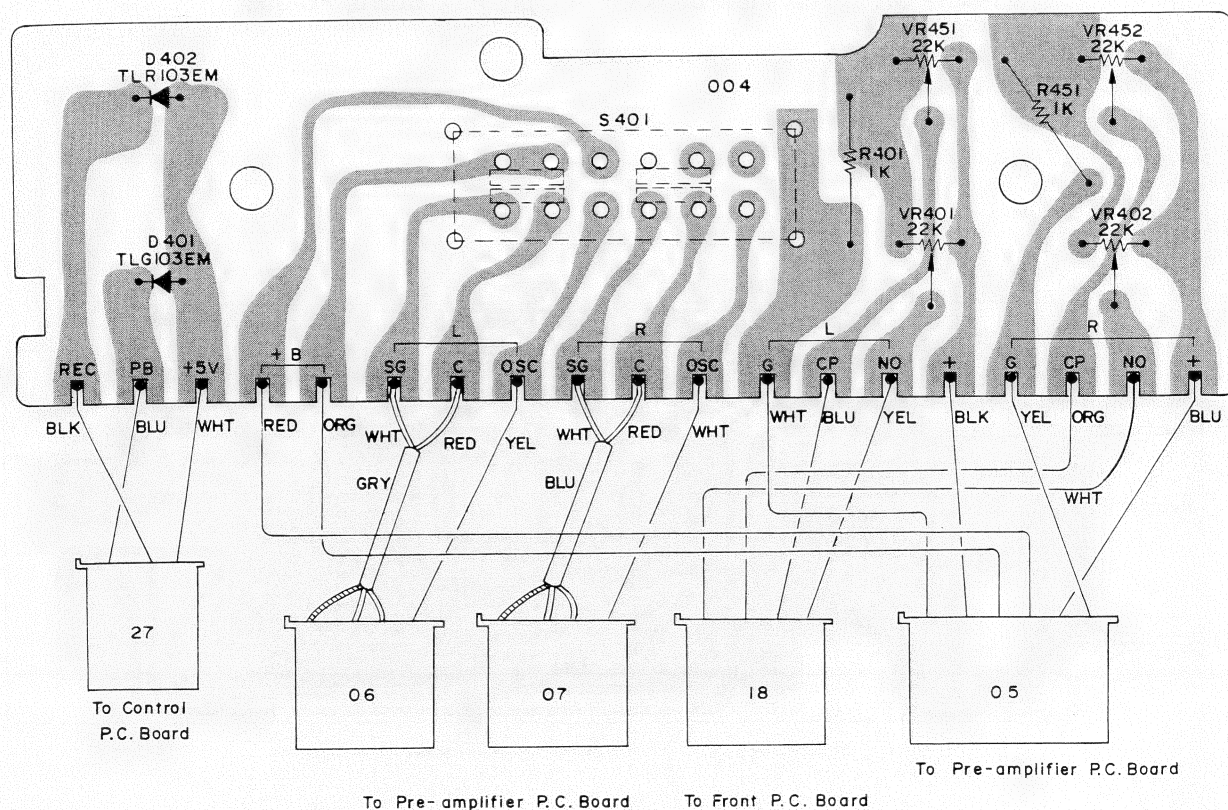 VR451
22K
VR452
22K
D402
TLR103EM
004
R451
1K
S401
R401
1K
VR401
22K
VR402
22K
D401
TLG103EM
L
R
L
R
REC
PB
+5V
+ B
SG
C
OSC
SG
C
OSC
G
CP
NO
+
G
CP
NO
+
BLK
BLU
WHT
RED
ORG
WHT
RED
YEL
WHT
RED
WHT
WHT
BLU
YEL
BLK
YEL
ORG
BLU
GRY
BLU
WHT
27
06
07
18
05
To Control
P.C. Board
To Pre-amplifier P.C. Board
To Pre-amplifier P.C. Board
To Front P.C. Board